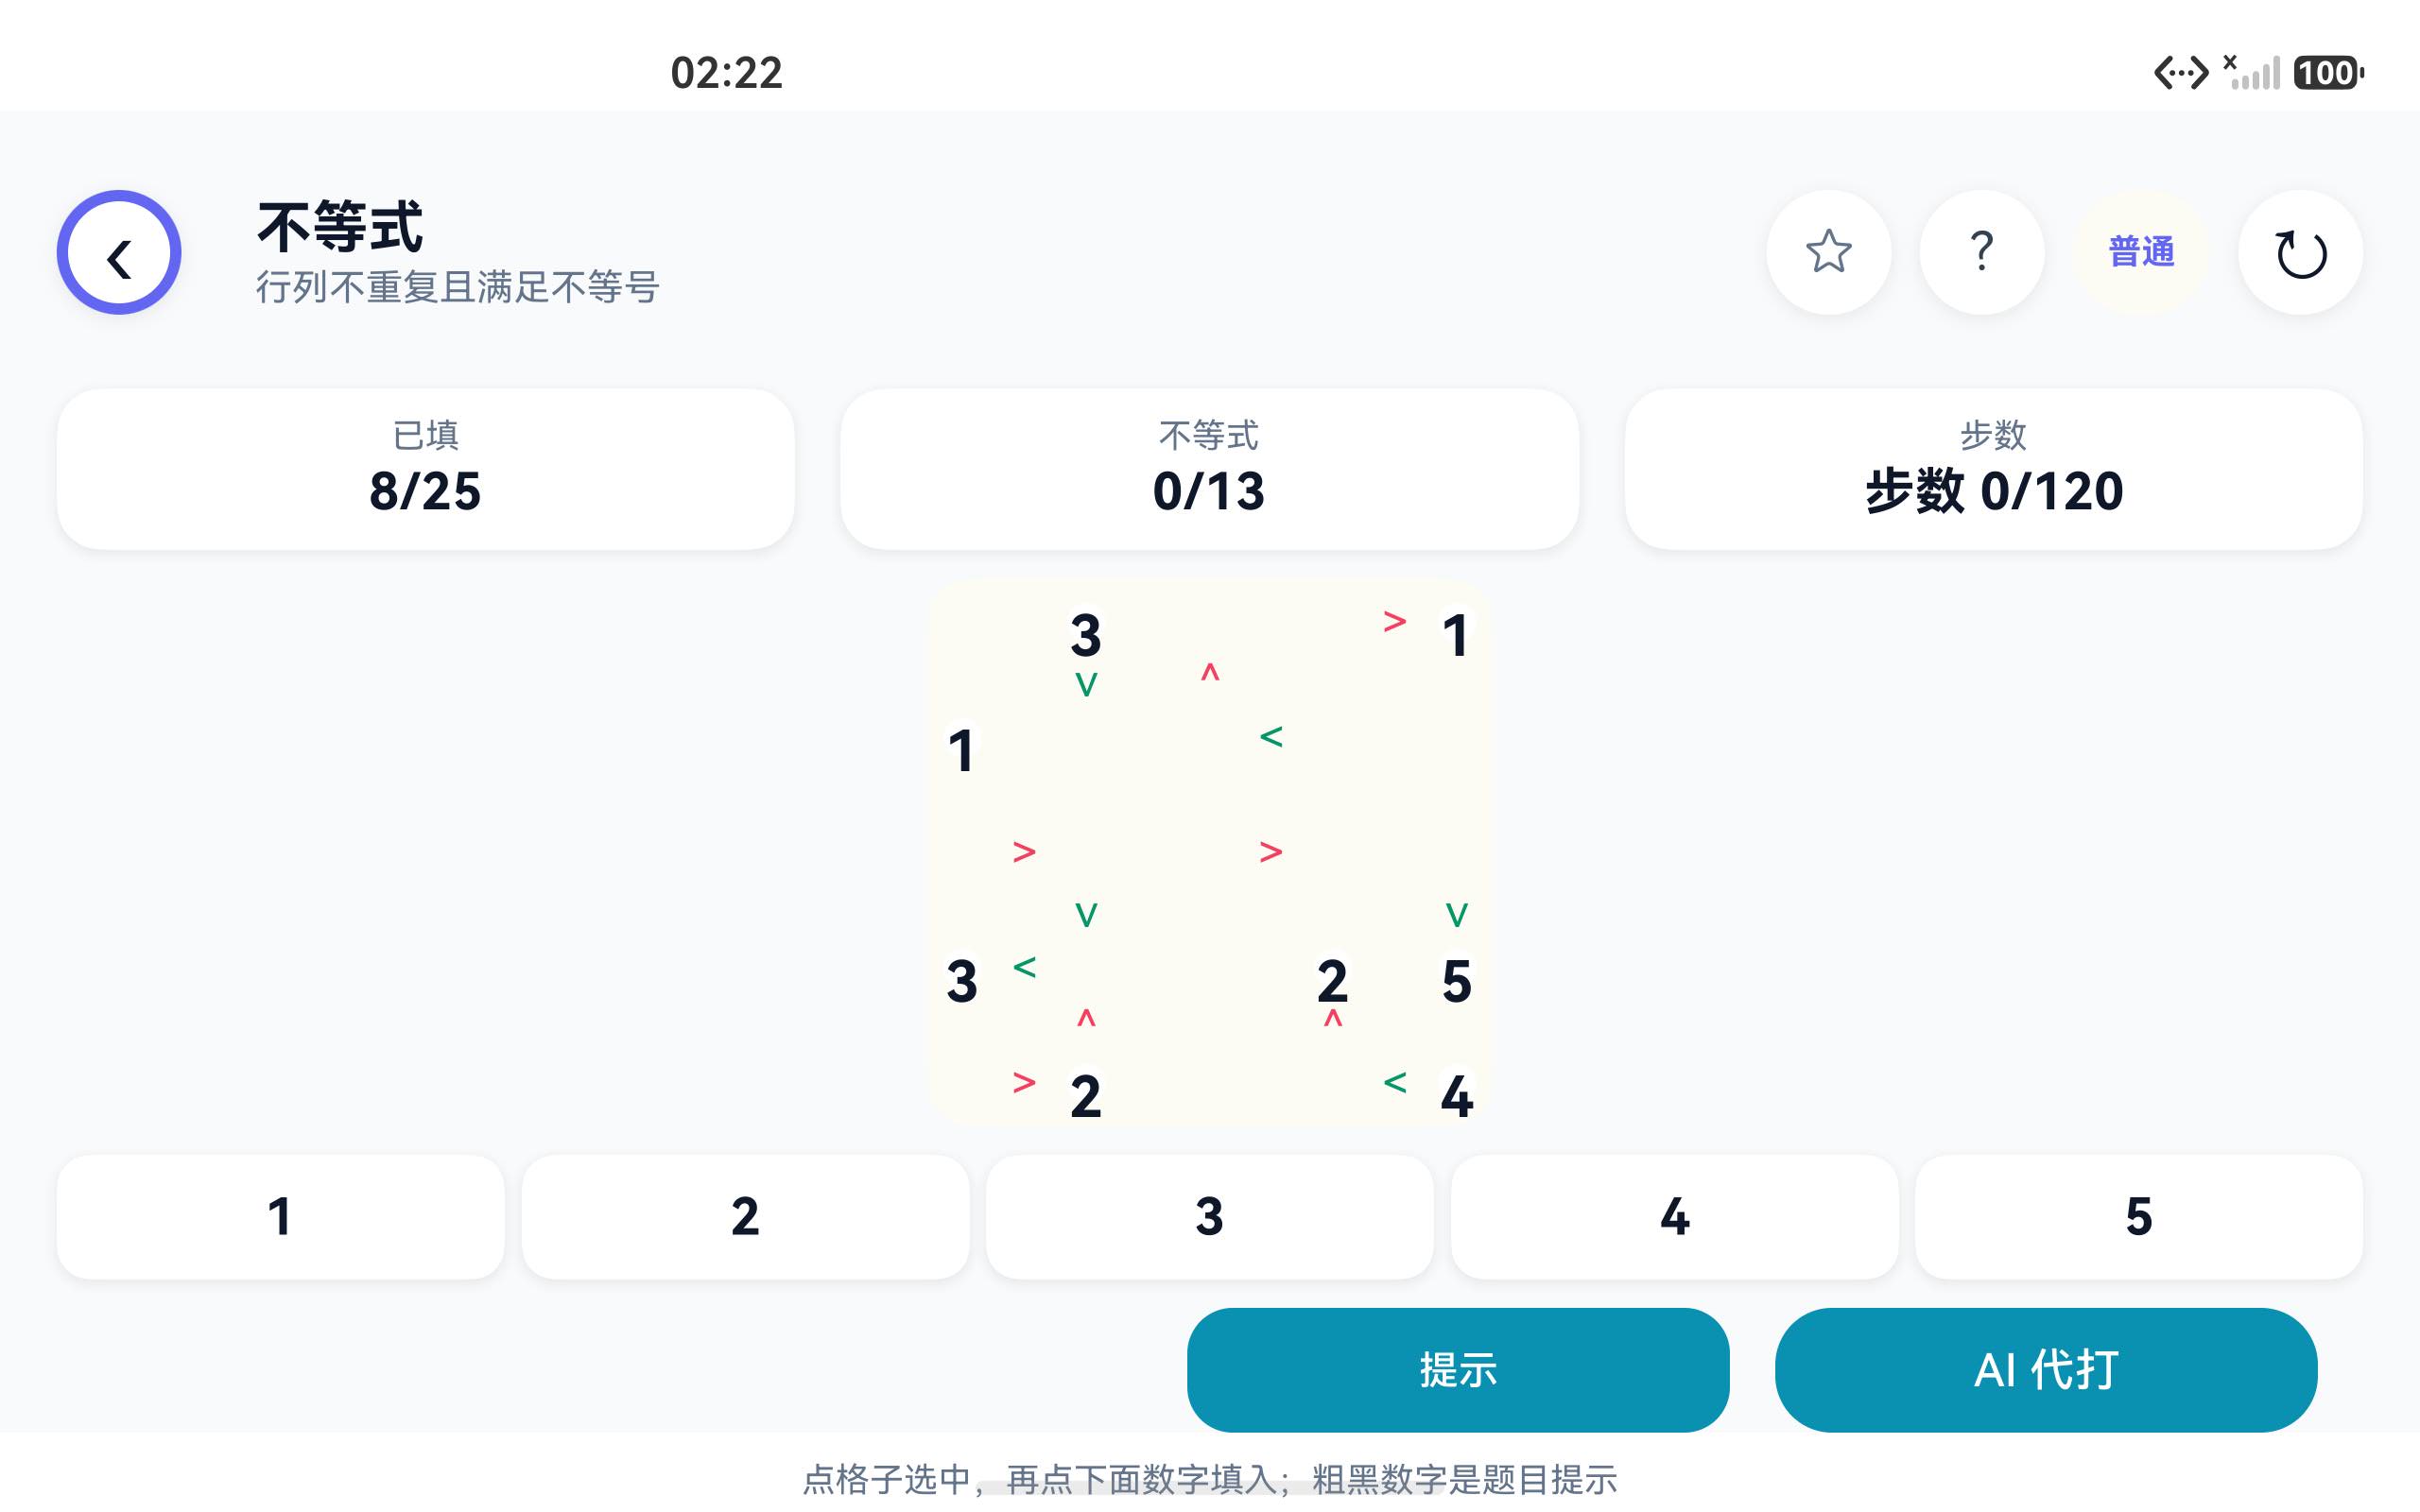 02:22
100
不等式
行列不重复且满足不等号
?
普通
已填
8/25
不等式
0/13
步数
步数 0/120
3 > 1
v ^
1 <
> >
v v
3 < 2 5
^ ^
> 2 < 4
1 2 3 4 5
提示
AI 代打
点格子选中，再点下面数字填入；粗黑数字是题目提示